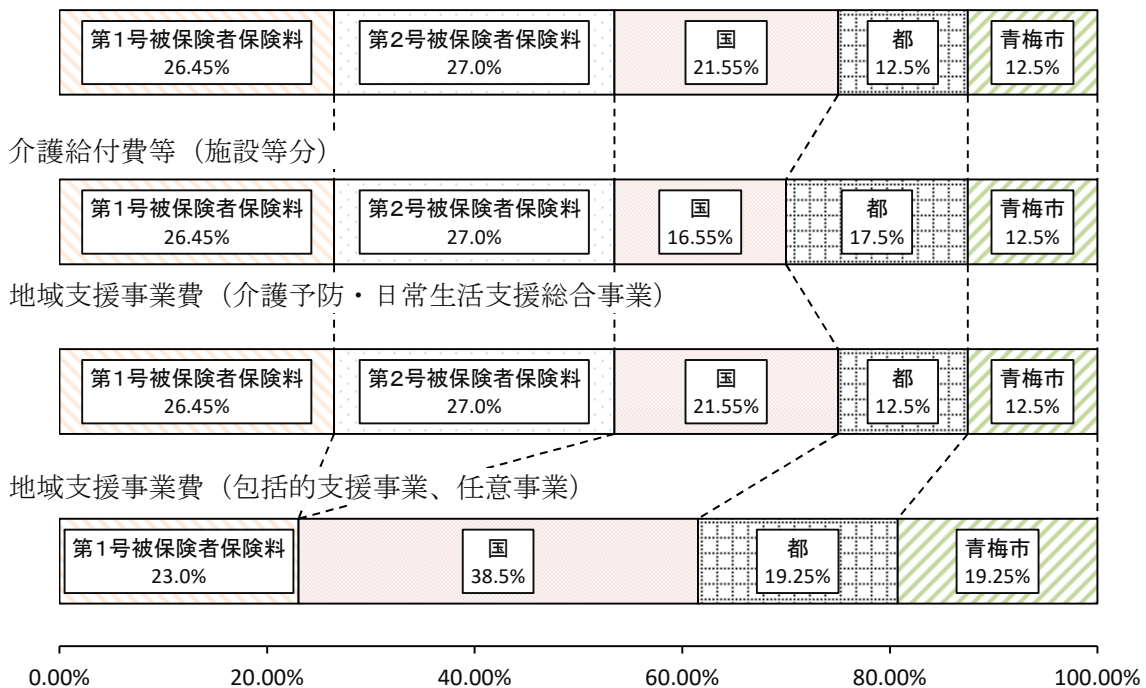 第1号被保険者保険料
26.45%
第2号被保険者保険料
27.0%
国
21.55%
都
12.5%
青梅市
12.5%
介護給付費等（施設等分）
第1号被保険者保険料
26.45%
第2号被保険者保険料
27.0%
国
16.55%
都
17.5%
青梅市
12.5%
地域支援事業費（介護予防・日常生活支援総合事業）
第1号被保険者保険料
26.45%
第2号被保険者保険料
27.0%
国
21.55%
都
12.5%
青梅市
12.5%
地域支援事業費（包括的支援事業、任意事業）
第1号被保険者保険料
23.0%
国
38.5%
都
19.25%
青梅市
19.25%
0.00% 20.00% 40.00% 60.00% 80.00% 100.00%